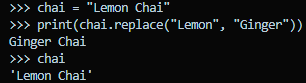 >>> chai = "Lemon Chai"
>>> print(chai.replace("Lemon", "Ginger"))
Ginger Chai
>>> chai
'Lemon Chai'